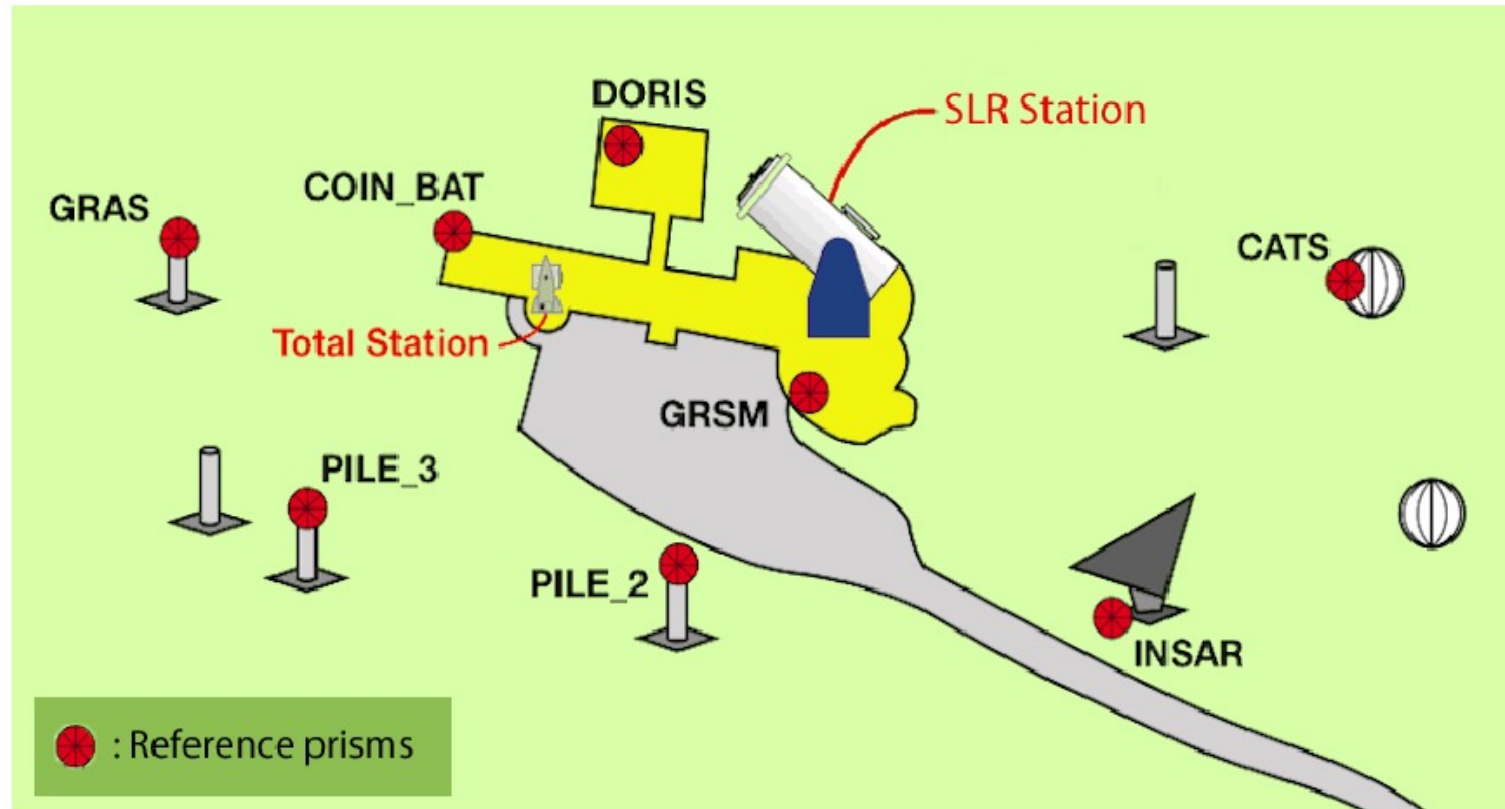 DORIS
SLR Station
COIN_BAT
GRAS
CATS
Total Station
GRSM
PILE_3
PILE_2
INSAR
: Reference prisms